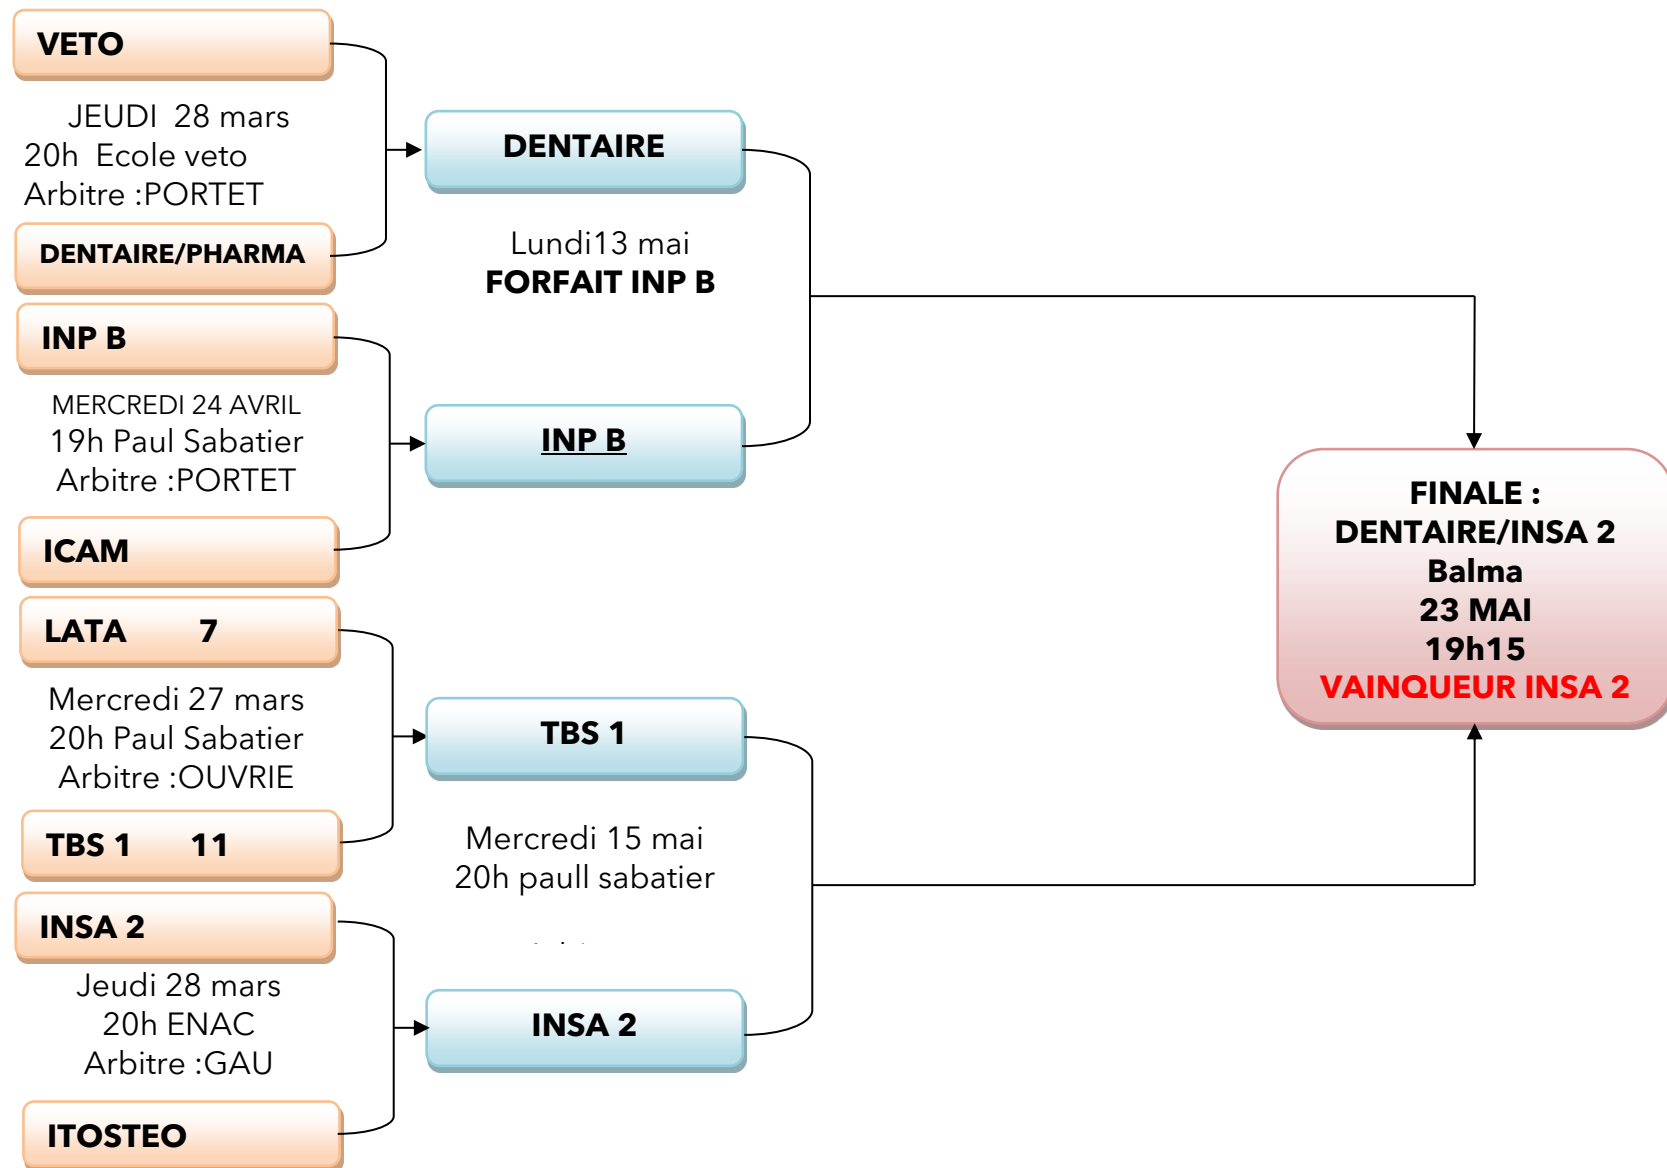 VETO
JEUDI 28 mars
20h Ecole veto
Arbitre :PORTET
DENTAIRE/PHARMA
INP B
MERCREDI 24 AVRIL
19h Paul Sabatier
Arbitre :PORTET
ICAM
LATA 7
Mercredi 27 mars
20h Paul Sabatier
Arbitre :OUVRIE
TBS 1 11
INSA 2
Jeudi 28 mars
20h ENAC
Arbitre :GAU
ITOSTEO
DENTAIRE
Lundi13 mai
FORFAIT INP B
INP B
TBS 1
Mercredi 15 mai
20h paull sabatier
INSA 2
FINALE :
DENTAIRE/INSA 2
Balma
23 MAI
19h15
VAINQUEUR INSA 2